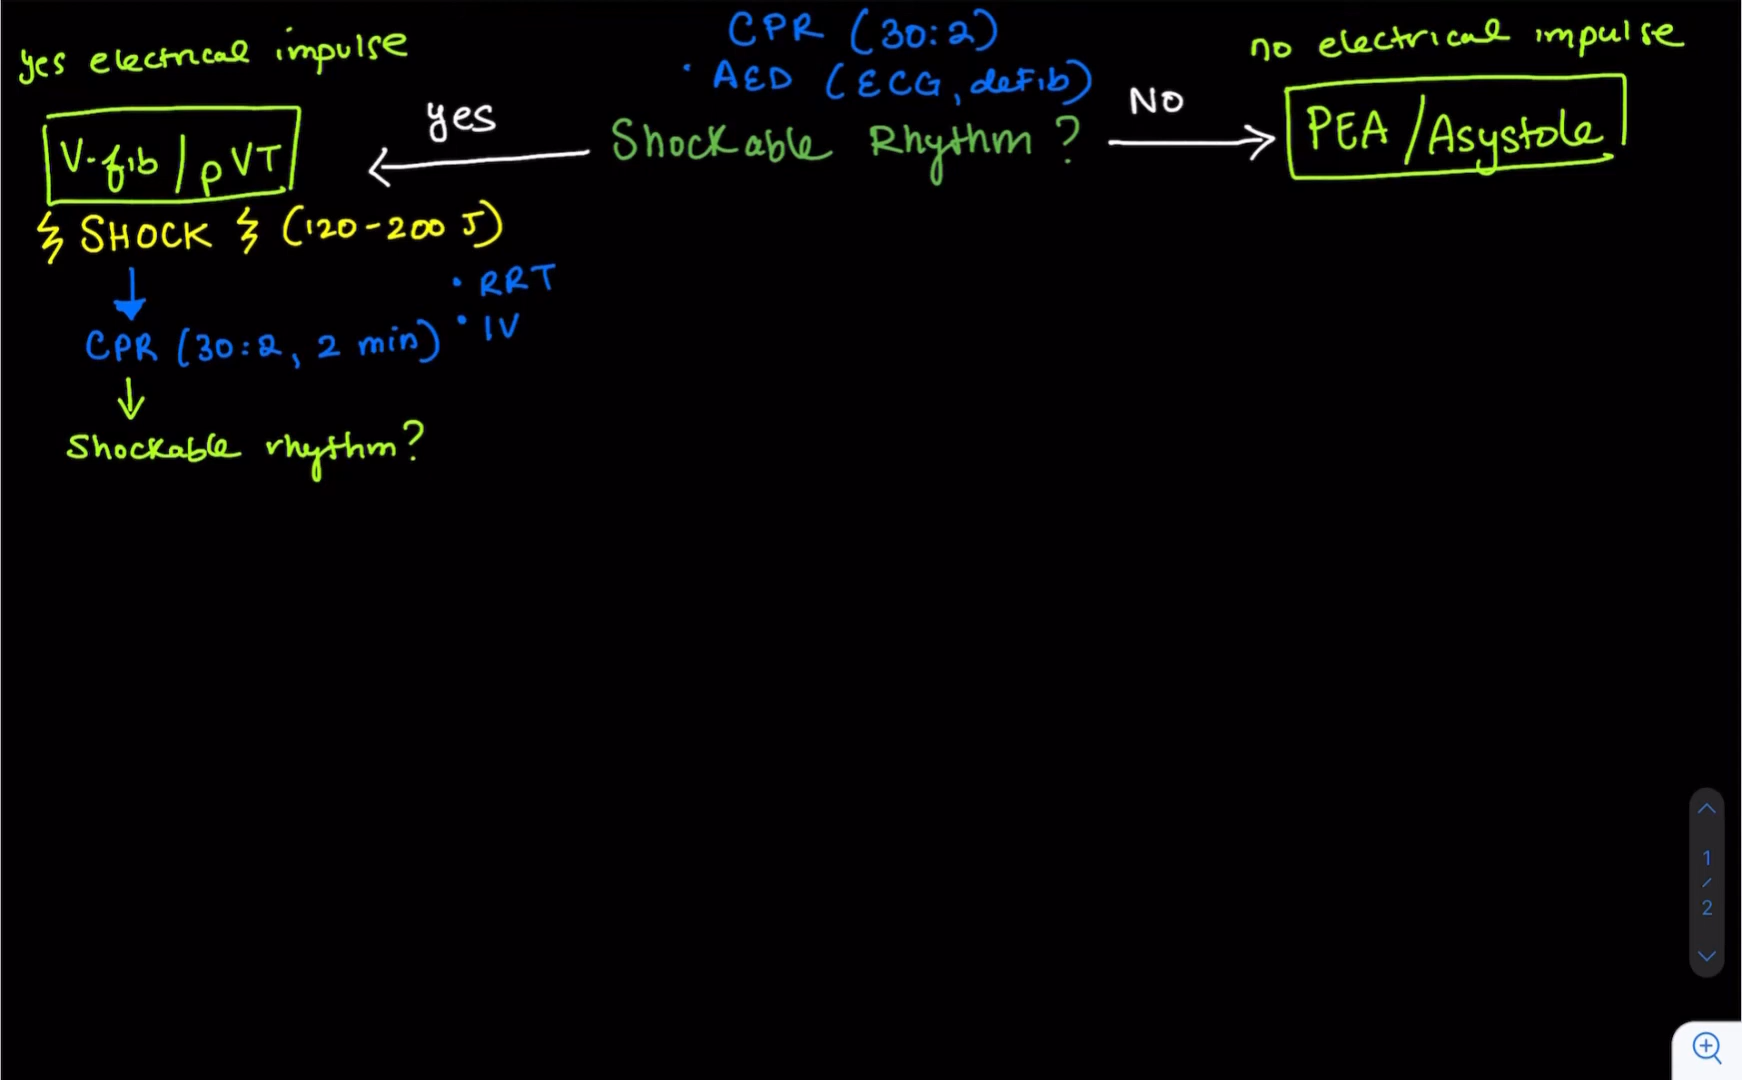 CPR (30:2)
• AED (ECG, defib)
yes electrical impulse
no electrical impulse
yes
Shockable Rhythm?
NO
V-fib / pVT
PEA / Asystole
SHOCK (120-200 J)
• RRT
• IV
CPR (30:2, 2 min)
Shockable rhythm?
1
/
2